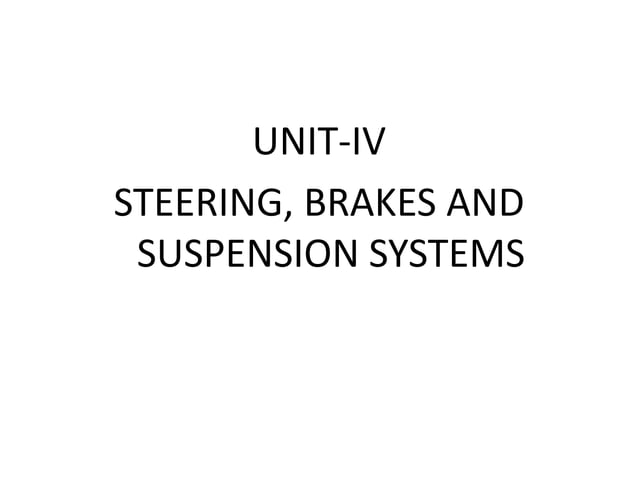 UNIT-IV
STEERING, BRAKES AND
SUSPENSION SYSTEMS